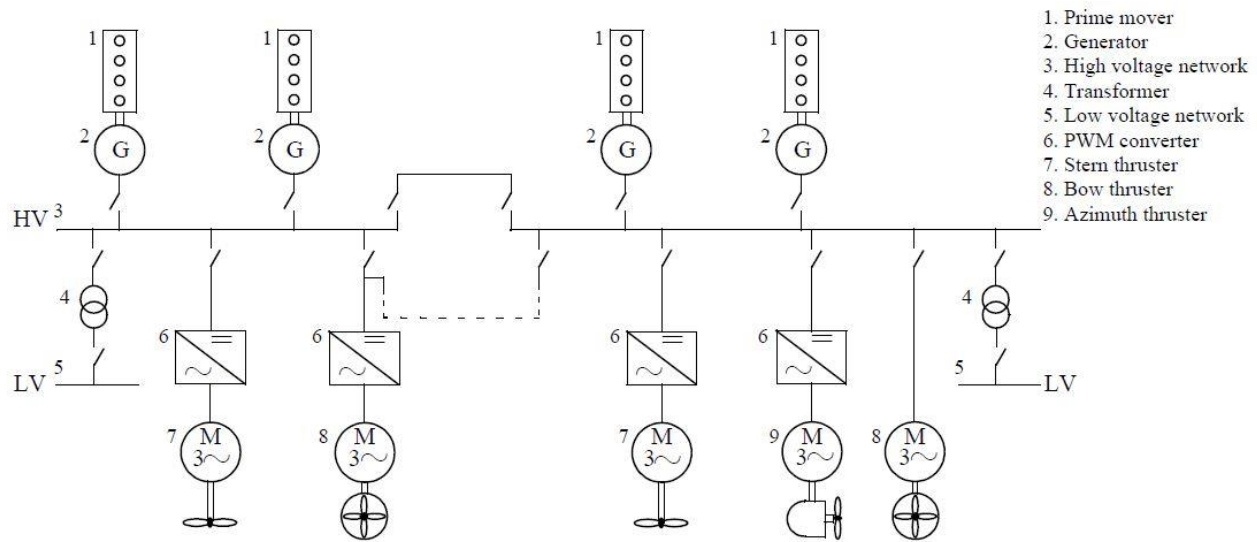 1. Prime mover
2. Generator
3. High voltage network
4. Transformer
5. Low voltage network
6. PWM converter
7. Stern thruster
8. Bow thruster
9. Azimuth thruster
1 1 1 1
2 G 2 G 2 G 2 G
HV 3
4 4
6 6 6 6
LV 5 5 LV
7 M 3 8 M 3 7 M 3 9 M 3 8 M 3